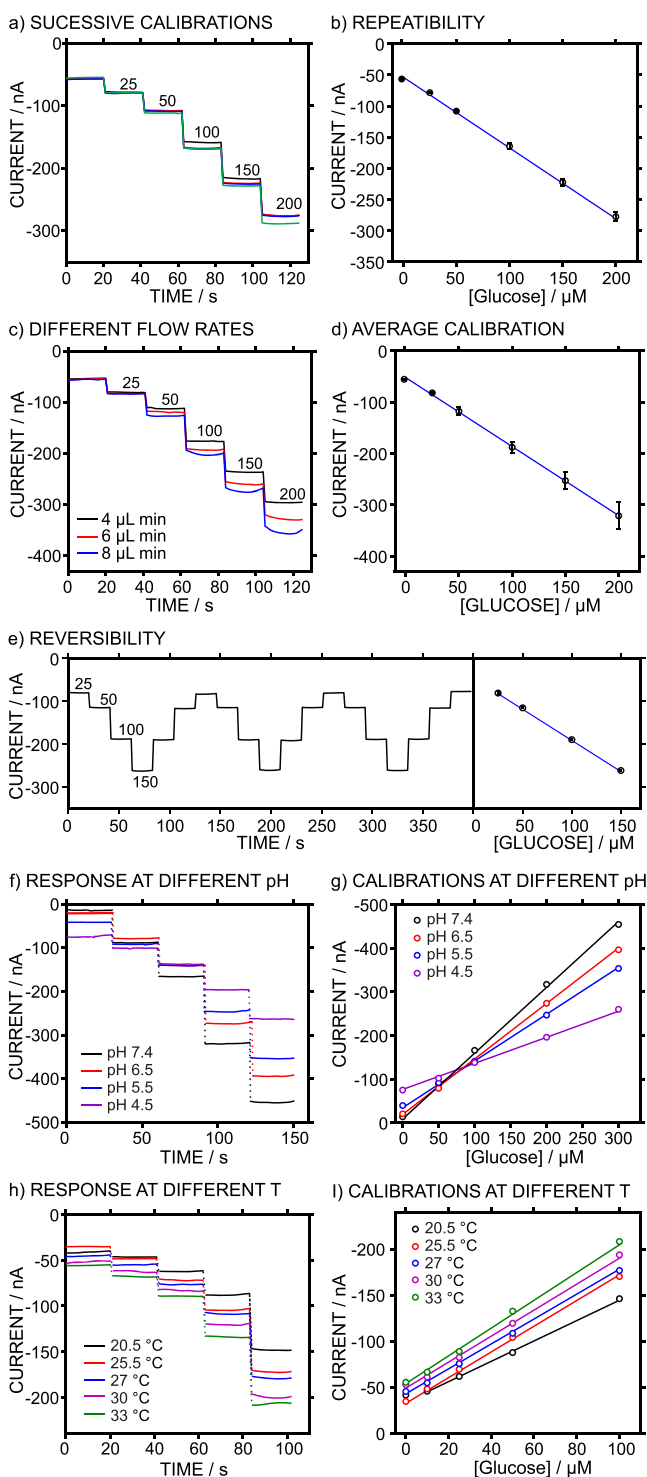 a) SUCESSIVE CALIBRATIONS
0
-100
-200
-300
CURRENT / nA
25
50
100
150
200
0 20 40 60 80 100 120
TIME / s
b) REPEATIBILITY
0
-50
-100
-150
-200
-250
-300
-350
CURRENT / nA
0 50 100 150 200
[Glucose] / µM
c) DIFFERENT FLOW RATES
0
-100
-200
-300
-400
CURRENT / nA
25
50
100
150
200
4 µL min
6 µL min
8 µL min
0 20 40 60 80 100 120
TIME / s
d) AVERAGE CALIBRATION
0
-100
-200
-300
-400
CURRENT / nA
0 50 100 150 200
[GLUCOSE] / µM
e) REVERSIBILITY
0
-100
-200
-300
CURRENT / nA
25
50
100
150
0 50 100 150 200 250 300 350
TIME / s
0 50 100 150
[GLUCOSE] / µM
f) RESPONSE AT DIFFERENT pH
0
-100
-200
-300
-400
-500
CURRENT / nA
pH 7.4
pH 6.5
pH 5.5
pH 4.5
0 50 100 150
TIME / s
g) CALIBRATIONS AT DIFFERENT pH
-500
-400
-300
-200
-100
0
CURRENT / nA
pH 7.4
pH 6.5
pH 5.5
pH 4.5
0 50 100 150 200 250 300
[Glucose] / µM
h) RESPONSE AT DIFFERENT T
0
-50
-100
-150
-200
CURRENT / nA
20.5 °C
25.5 °C
27 °C
30 °C
33 °C
0 20 40 60 80 100
TIME / s
I) CALIBRATIONS AT DIFFERENT T
-200
-150
-100
-50
0
CURRENT / nA
20.5 °C
25.5 °C
27 °C
30 °C
33 °C
0 20 40 60 80 100
[Glucose] / µM